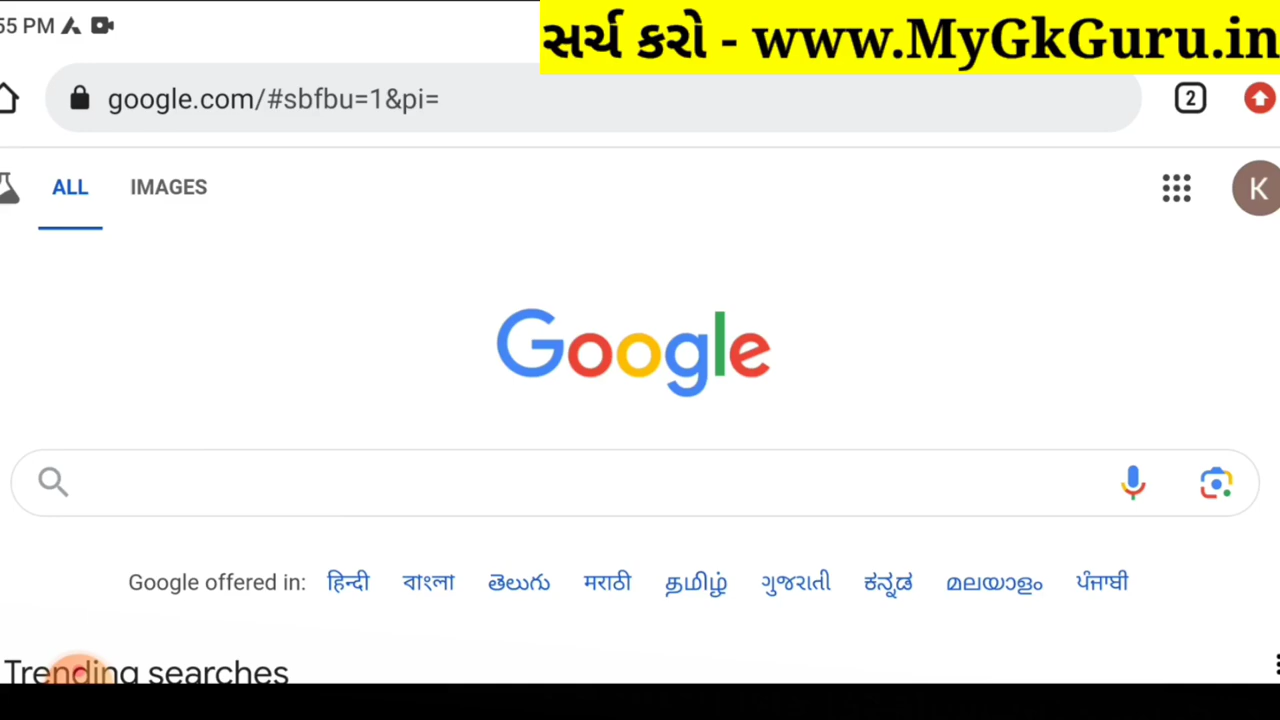 55 PM
સર્ચ કરો - www.MyGkGuru.in
google.com/#sbfbu=1&pi=
2
ALL IMAGES
K
Google
Google offered in: हिन्दी বাংলা తెలుగు मराठी தமிழ் ગુજરાતી ಕನ್ನಡ മലയാളം ਪੰਜਾਬੀ
Trending searches